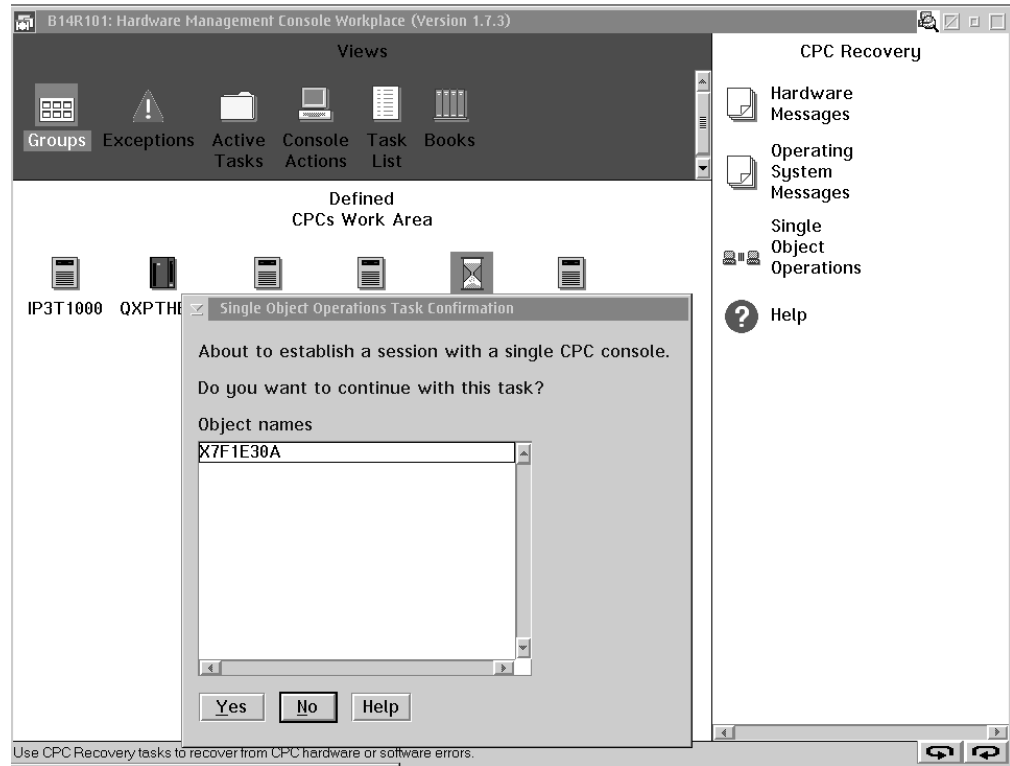 B14R101: Hardware Management Console Workplace (Version 1.7.3)
Views
Groups
Exceptions
Active
Tasks
Console
Actions
Task
List
Books
Defined
CPCs Work Area
IP3T1000
Single Object Operations Task Confirmation
About to establish a session with a single CPC console.
Do you want to continue with this task?
Object names
X7F1E30A
Yes
No
Help
CPC Recovery
Hardware
Messages
Operating
System
Messages
Single
Object
Operations
Help
Use CPC Recovery tasks to recover from CPC hardware or software errors.